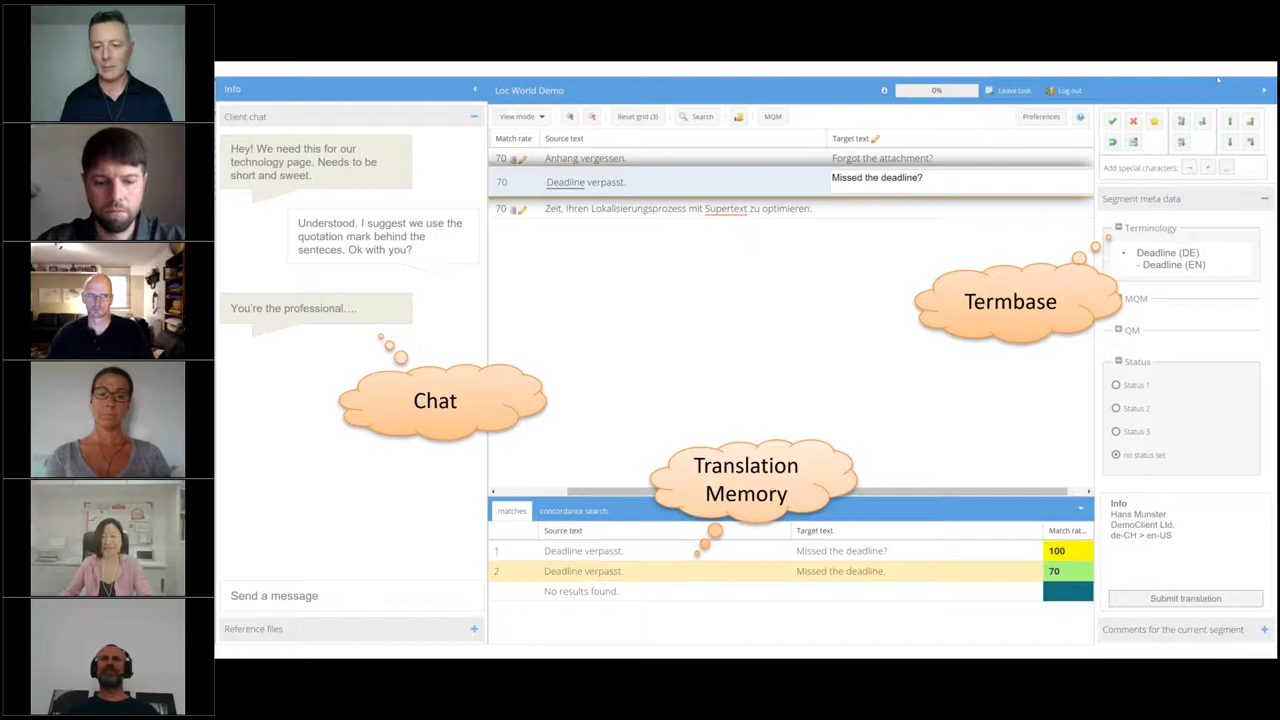 Info
Loc World Demo
0%
Leave task
Log out
Client chat
View mode
Reset grid (3)
Search
MQM
Preferences
Hey! We need this for our
technology page. Needs to
be short and sweet.
Understood. I suggest we use the
quotation mark behind the
senteces. Ok with you?
You're the professional….
Chat
Send a message
Reference files
Match rate Source text Target text
70 Anhang vergessen. Forgot the attachment?
70 Deadline verpasst. Missed the deadline?
70 Zeit, Ihren Lokalisierungsprozess mit Supertext zu optimieren.
Translation
Memory
matches concordance search
Source text Target text Match rat...
1 Deadline verpasst. Missed the deadline? 100
2 Deadline verpasst. Missed the deadline. 70
No results found.
Add special characters:
Segment meta data
Terminology
• Deadline (DE)
- Deadline (EN)
Termbase
MQM
QM
Status
Status 1
Status 2
Status 3
no status set
Info
Hans Munster
DemoClient Ltd.
de-CH > en-US
Submit translation
Comments for the current segment